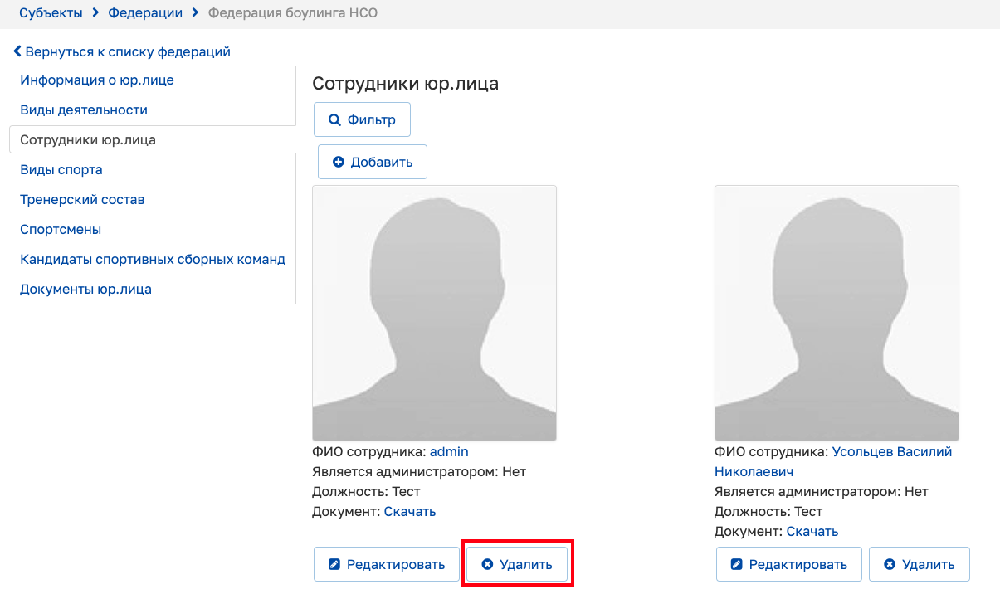 Субъекты Федерации Федерация боулинга НСО
Вернуться к списку федераций
Информация о юр.лице
Виды деятельности
Сотрудники юр.лица
Виды спорта
Тренерский состав
Спортсмены
Кандидаты спортивных сборных команд
Документы юр.лица
Сотрудники юр.лица
Фильтр
Добавить
ФИО сотрудника: admin
Является администратором: Нет
Должность: Тест
Документ: Скачать
Редактировать Удалить
ФИО сотрудника: Усольцев Василий
Николаевич
Является администратором: Нет
Должность: Тест
Документ: Скачать
Редактировать Удалить